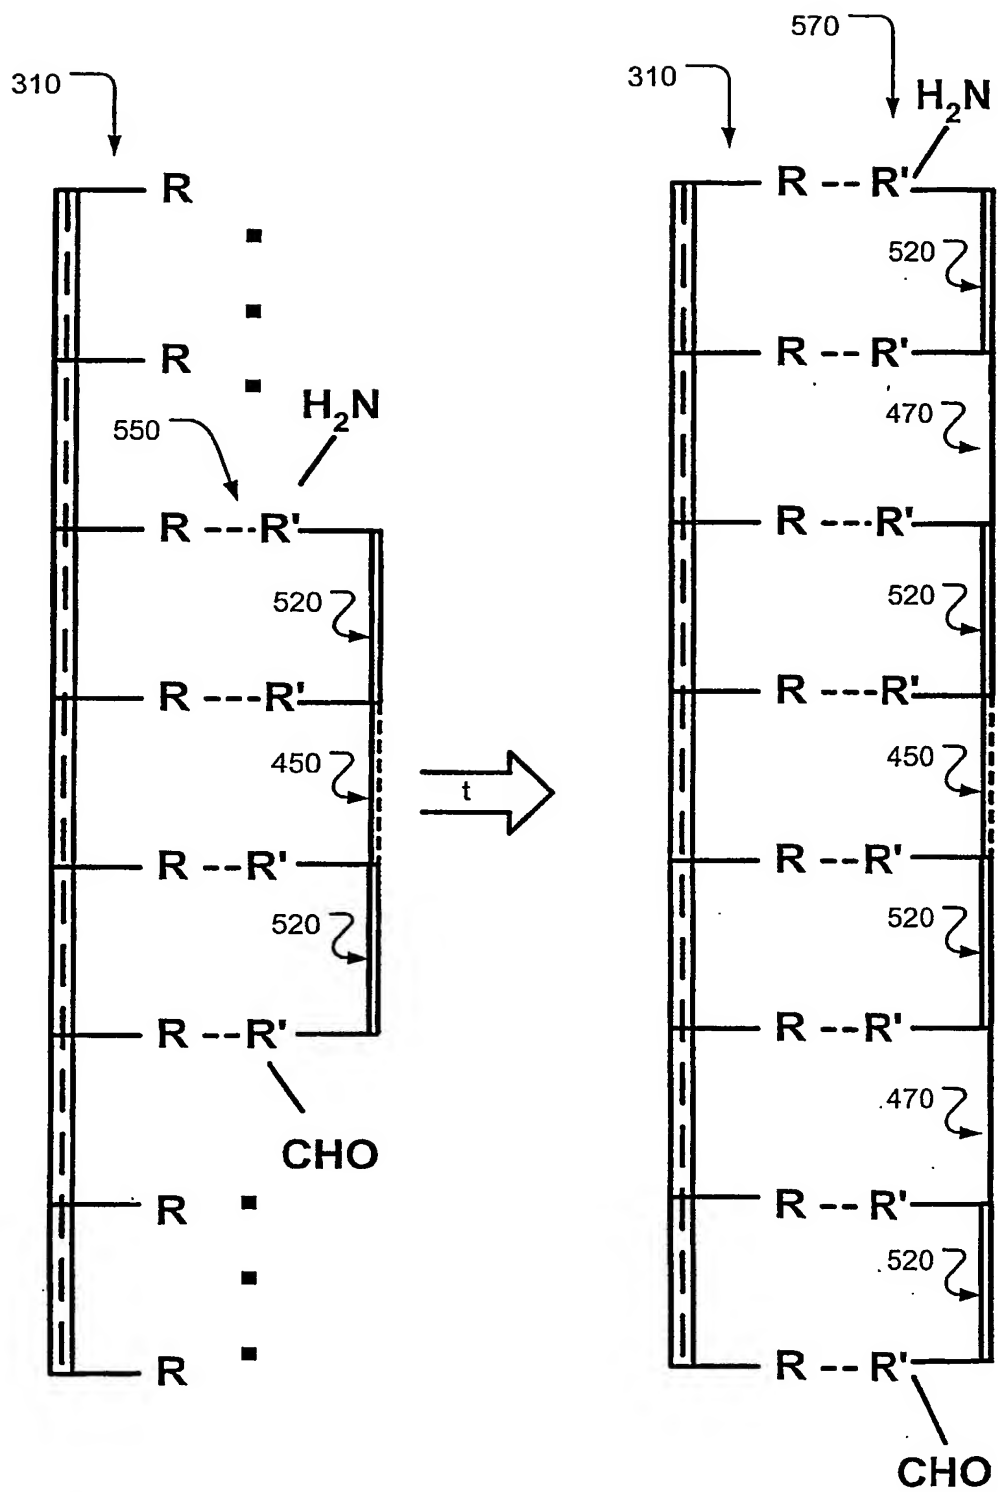 310
R
R
H₂N
550
R ---R'
520
R ---R'
450
R --R'
520
R --R'
CHO
R
R
t
570
310
H₂N
R --R'
520
R --R'
470
R ---R'
520
R ---R'
450
R --R'
520
R --R'
470
R --R'
520
R --R'
CHO